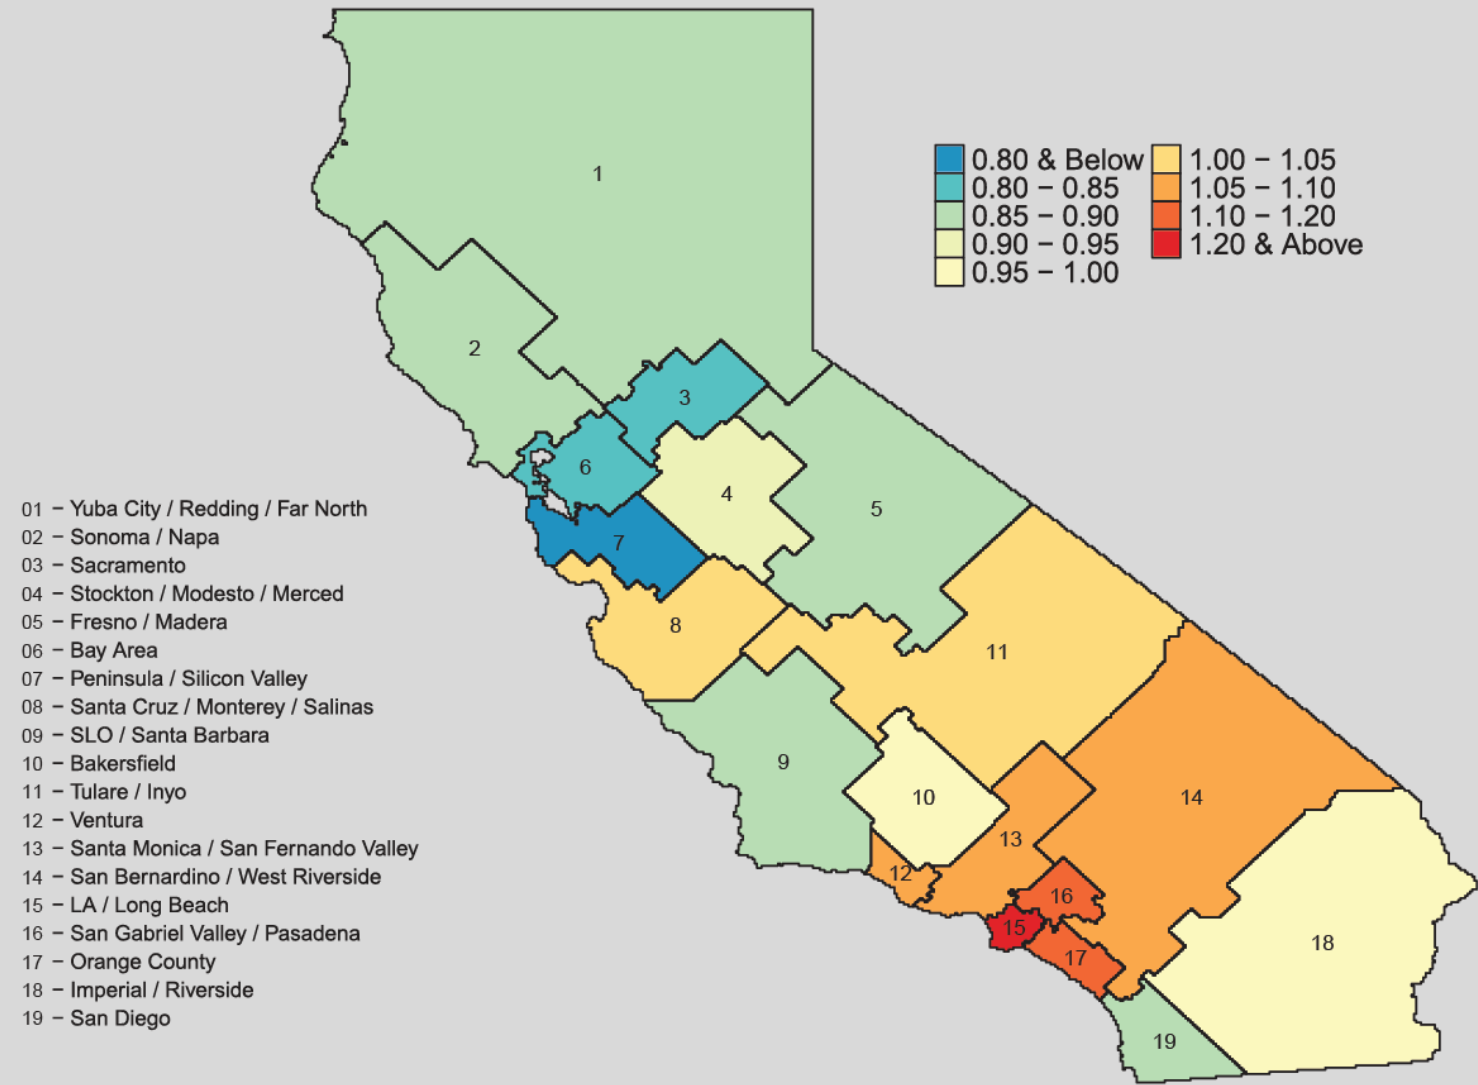 1
0.80 & Below
1.00 − 1.05
0.80 − 0.85
1.05 − 1.10
0.85 − 0.90
1.10 − 1.20
0.90 − 0.95
1.20 & Above
0.95 − 1.00
2
3
6
4
5
7
8
11
9
10
14
13
12
16
15
17
18
19
01 − Yuba City / Redding / Far North
02 − Sonoma / Napa
03 − Sacramento
04 − Stockton / Modesto / Merced
05 − Fresno / Madera
06 − Bay Area
07 − Peninsula / Silicon Valley
08 − Santa Cruz / Monterey / Salinas
09 − SLO / Santa Barbara
10 − Bakersfield
11 − Tulare / Inyo
12 − Ventura
13 − Santa Monica / San Fernando Valley
14 − San Bernardino / West Riverside
15 − LA / Long Beach
16 − San Gabriel Valley / Pasadena
17 − Orange County
18 − Imperial / Riverside
19 − San Diego